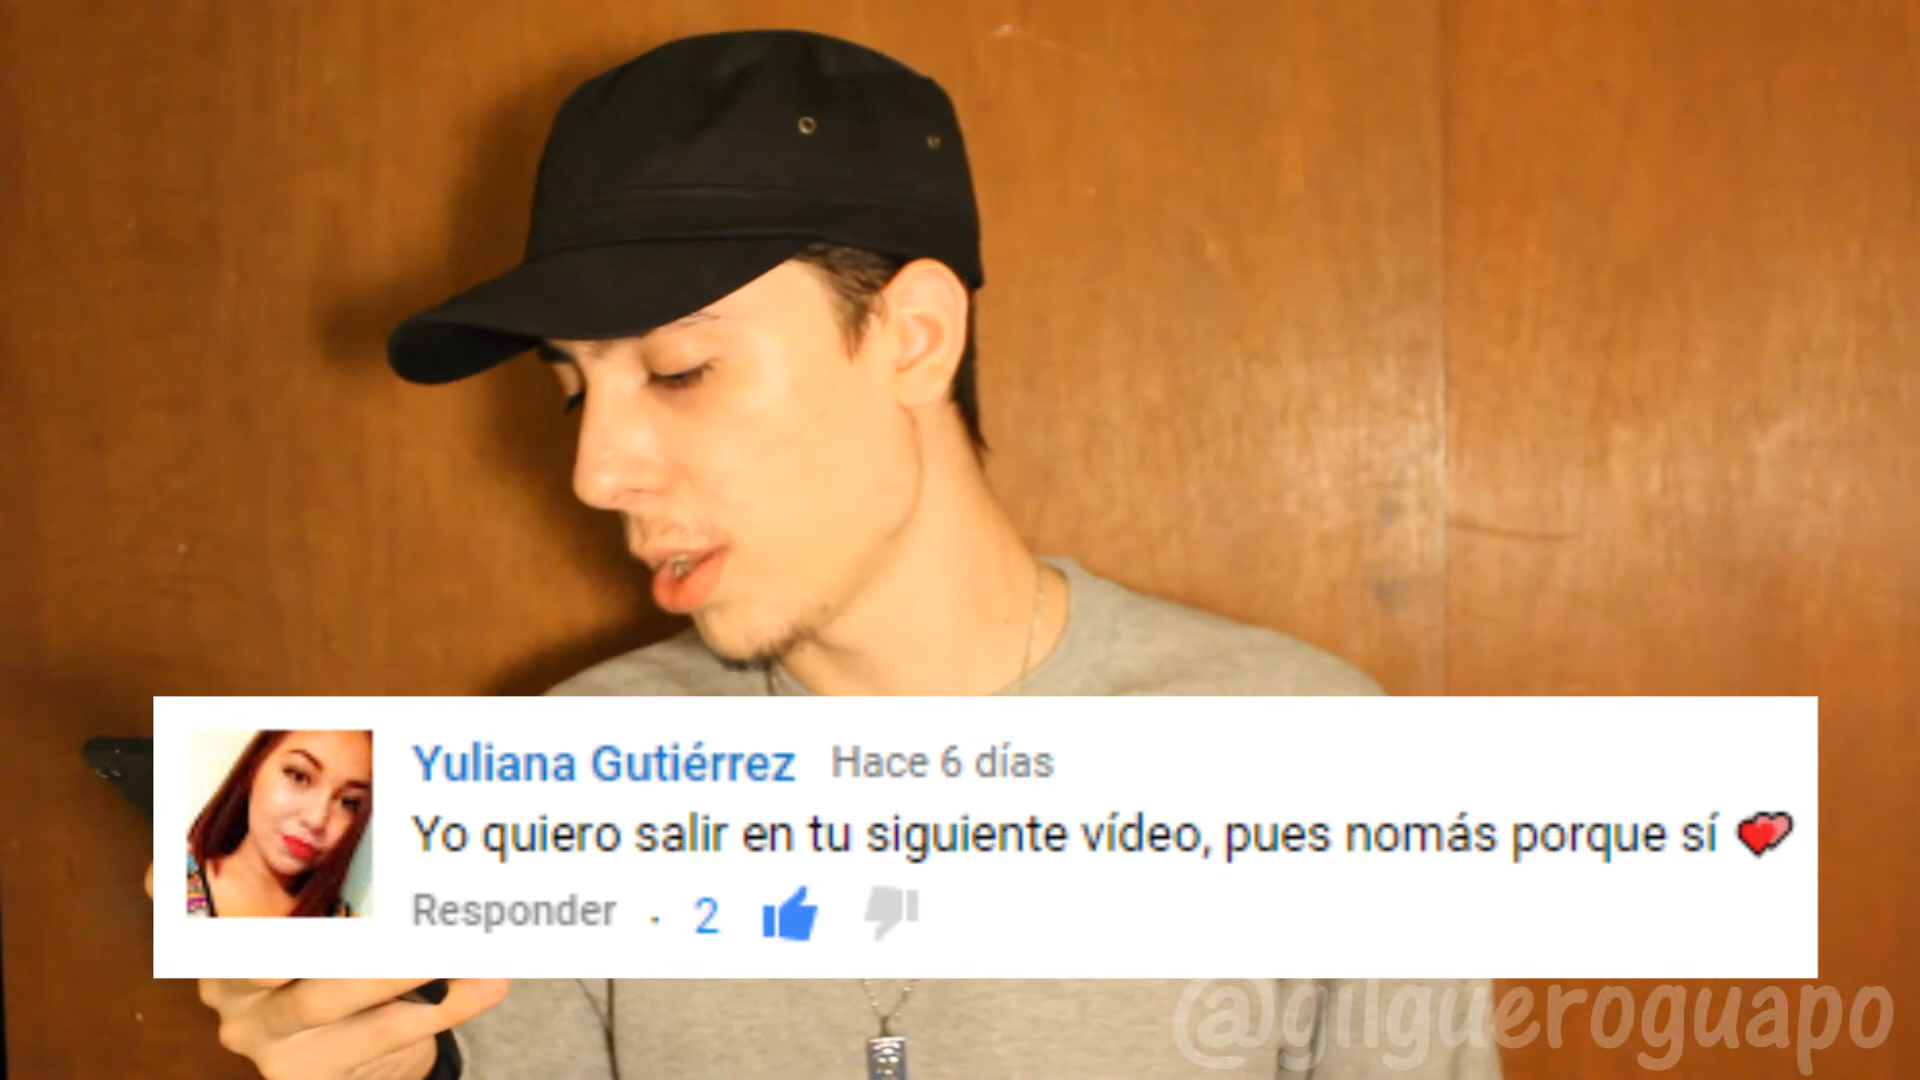 Yuliana Gutiérrez Hace 6 días
Yo quiero salir en tu siguiente vídeo, pues nomás porque sí
Responder . 2
@gilgueroguapo